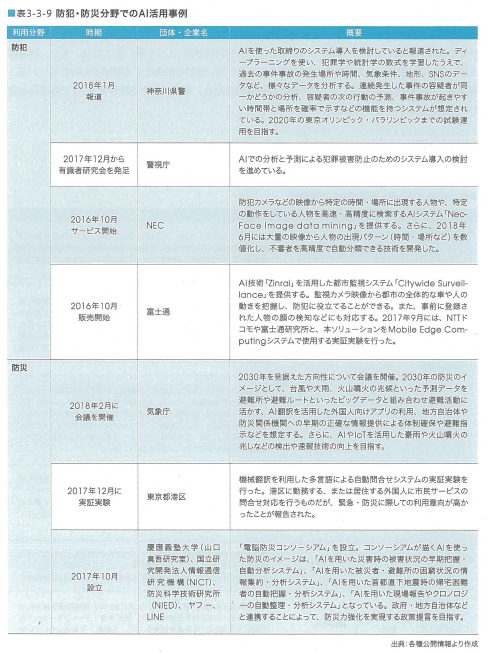 ■表3-3-9 防犯・防災分野でのAI活用事例
利用分野
時期
団体・企業名
概要
防犯
2018年1月
報道
神奈川県警
AIを使った取締りのシステム導入を検討していると報道された。ディ
ープラーニングを使い、犯罪学や統計学の数式を学習したうえで、
過去の事件事故の発生場所や時間、気象条件、地形、SNSのデー
タなど、様々なデータを分析する。連続発生した事件の容疑者が同
一かどうかの分析、容疑者の次の行動の予測、事件事故が起きやす
い時間帯と場所を確率で示すなどの機能を持つシステムが想定され
ている。2020年の東京オリンピック・パラリンピックまでの試験運
用を目指す。
2017年12月から
有識者研究会を発足
警視庁
AIでの分析と予測による犯罪被害防止のためのシステム導入の検討
を進めている。
2016年10月
サービス開始
NEC
防犯カメラなどの映像から特定の時間・場所に出現する人物や、特定
の動作をしている人物を高速・高精度に検索するAIシステム「Neo-
Face Image data mining」を提供する。さらに、2018年
6月には大量の映像から人物の出現パターン(時間・場所など)を数
値化し、不審者を高精度で自動分類できる技術を開発した。
2016年10月
販売開始
富士通
AI技術「Zinrai」を活用した都市監視システム「Citywide Surveil-
lance」を提供する。監視カメラ映像から都市の全体的な車や人の
動きを把握し、防犯に役立てることができる。また、事前に登録さ
れた人物の顔の検知などにも対応する。2017年9月には、NTTド
コモや富士通研究所と、本ソリューションをMobile Edge Com-
putingシステムで使用する実証実験を行った。
防災
2018年2月に
会議を開催
気象庁
2030年を見据えた方向性について会議を開催。2030年の防災のイ
メージとして、台風や大雨、火山噴火の兆候といった予測データを
避難所や避難ルートといったビッグデータと組み合わせ避難活動に
活かす、AI翻訳を活用した外国人向けアプリの利用、地方自治体や
防災関係機関への早期の正確な情報提供による体制確保や避難指
示などを想定する。さらに、AIやIoTを活用した豪雨や火山噴火の
兆しなどの検出や速報技術の向上を目指す。
2017年12月に
実証実験
東京都港区
機械翻訳を利用した多言語による自動問合せシステムの実証実験を
行った。港区に勤務する、または居住する外国人に市民サービスの
問合せ対応を行うものだが、緊急・防災に際しての利用意向が高か
ったことが報告された。
2017年10月
設立
慶應義塾大学(山口
真吾研究室)、国立研
究開発法人情報通信
研究機構(NICT)、
防災科学技術研究所
(NIED)、ヤフー、
LINE
「電脳防災コンソーシアム」を設立。コンソーシアムが描くAIを使っ
た防災のイメージは、「AIを用いた災害時の被害状況の早期把握・
自動分析システム」、「AIを用いた被災者・避難所の困窮状況の情
報集約・分析システム」、「AIを用いた首都直下地震時の帰宅困難
者の自動把握・分析システム」、「AIを用いた現場報告やクロノロジ
ーの自動整理・分析システム」となっている。政府・地方自治体など
と連携することによって、防災力強化を実現する政策提言を目指す。
出典:各種公開情報より作成